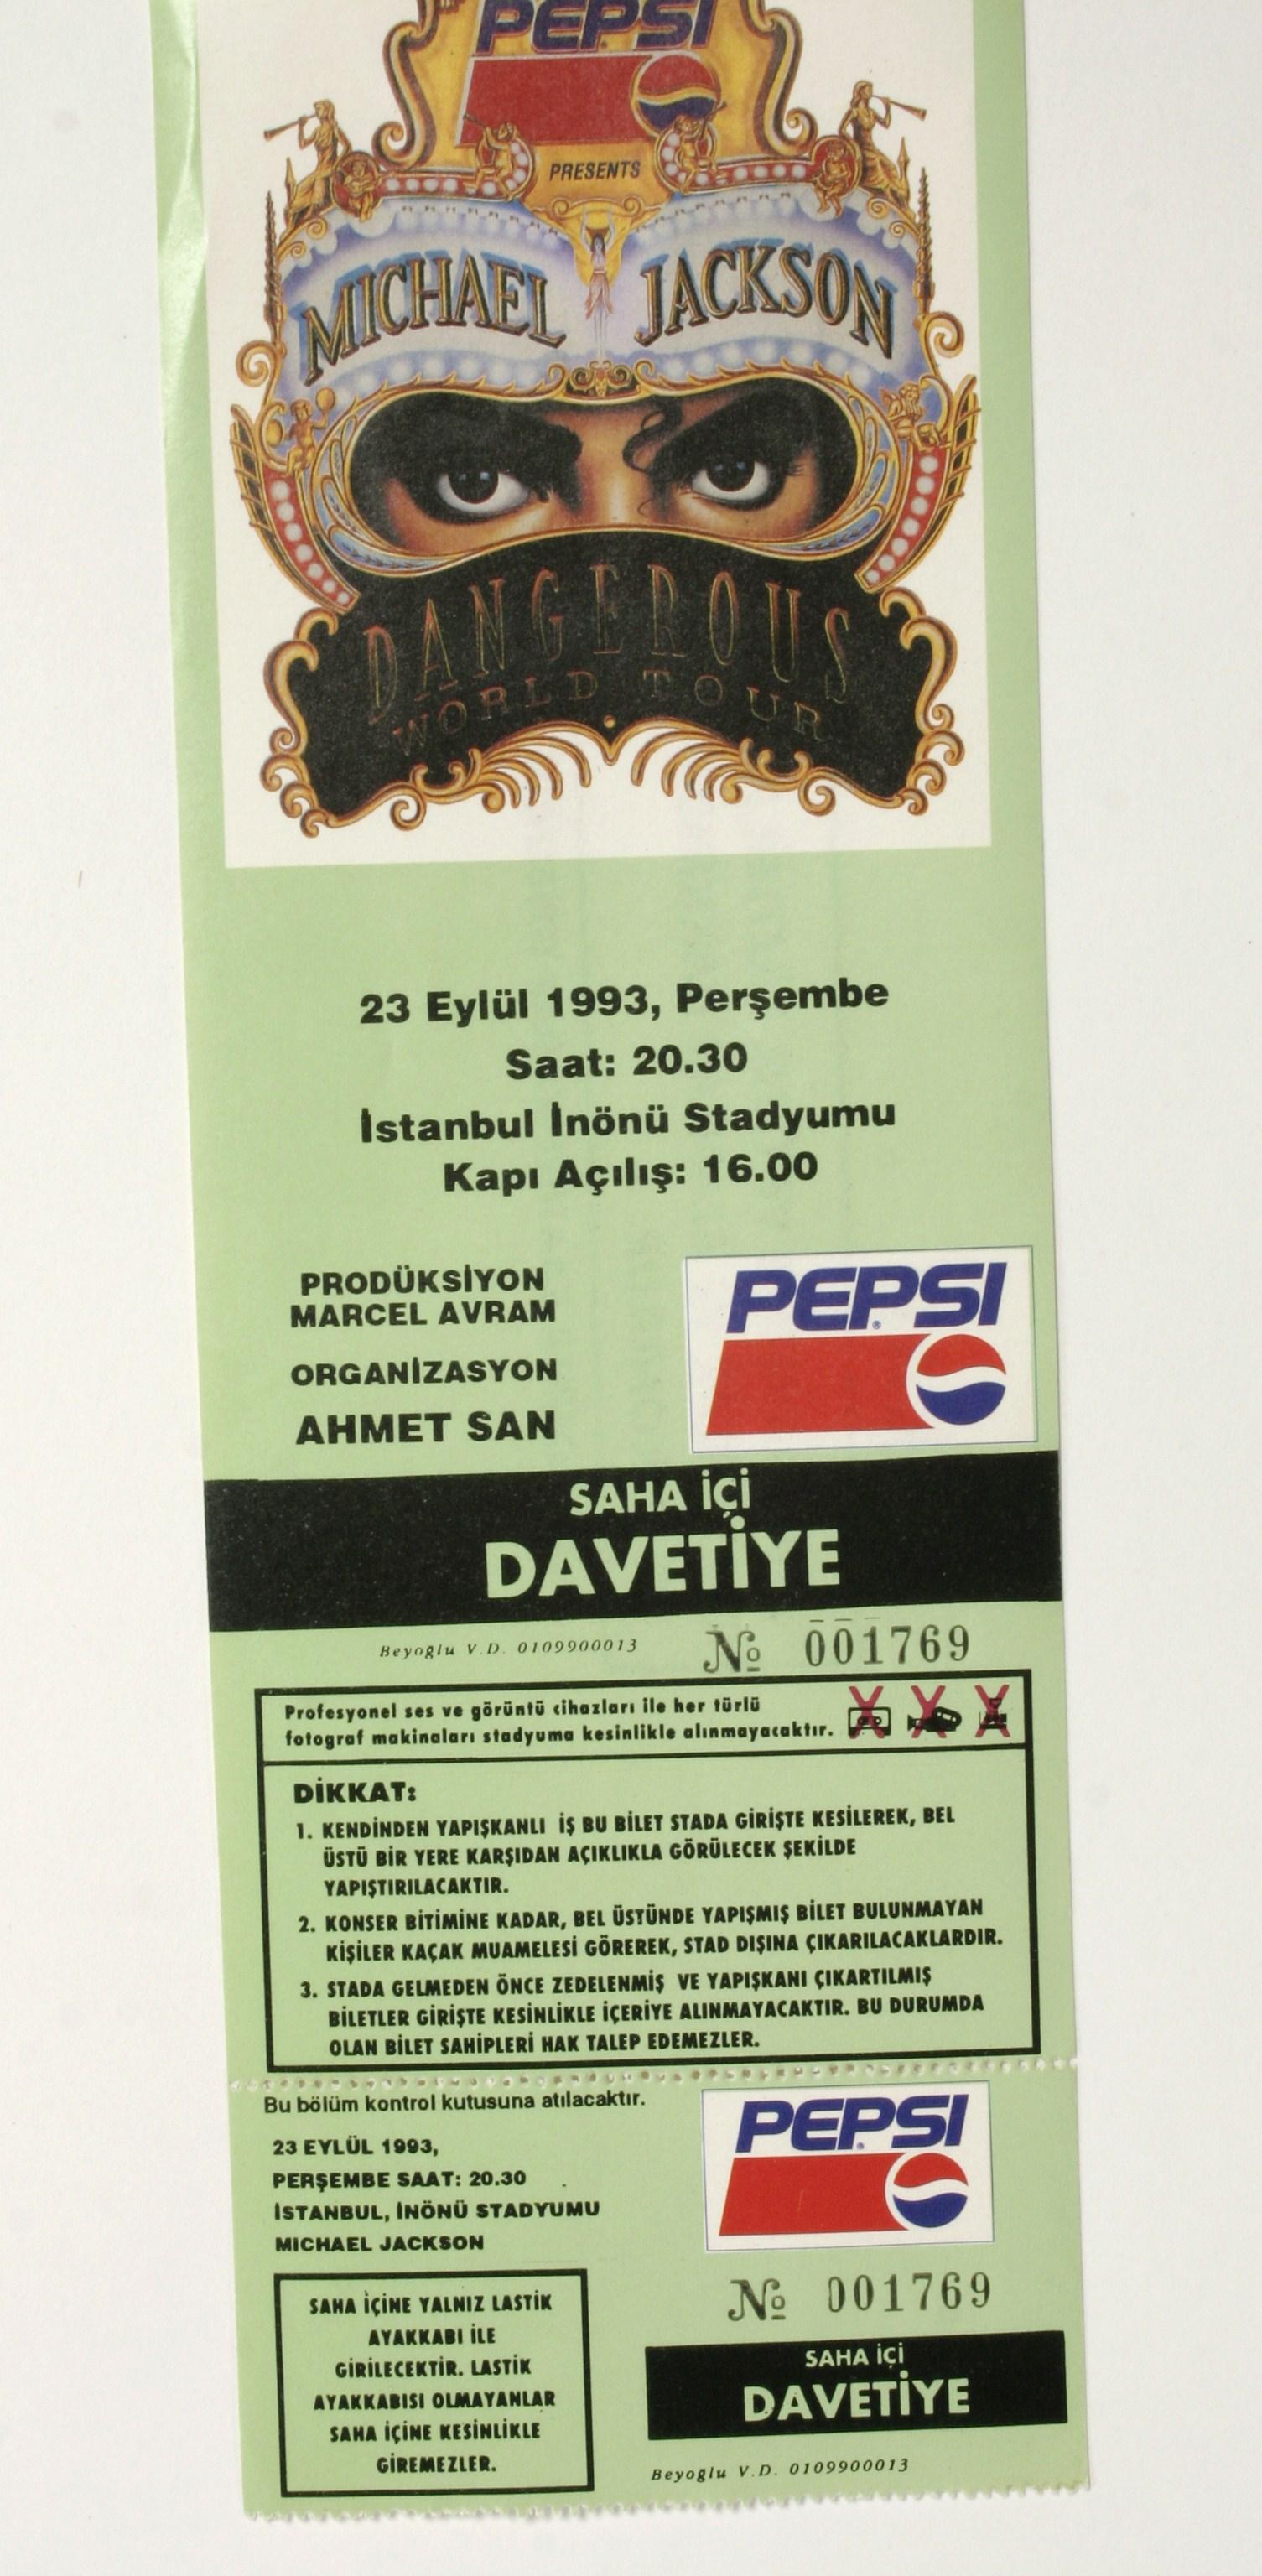 PEPSI
PRESENTS
MICHAEL JACKSON
DANGEROUS
WORLD TOUR
23 Eylül 1993, Perşembe
Saat: 20.30
İstanbul İnönü Stadyumu
Kapı Açılış: 16.00
PRODÜKSİYON
MARCEL AVRAM
ORGANİZASYON
AHMET SAN
PEPSI®
SAHA İÇİ
DAVETİYE
Beyoğlu V.D. 0109900013
№ 001769
Profesyonel ses ve görüntü cihazları ile her türlü
fotograf makinaları stadyuma kesinlikle alınmayacaktır.
DİKKAT:
1. KENDİNDEN YAPIŞKANLI İŞ BU BİLET STADA GİRİŞTE KESİLEREK, BEL
ÜSTÜ BİR YERE KARŞIDAN AÇIKLIKLA GÖRÜLECEK ŞEKİLDE
YAPIŞTIRILACAKTIR.
2. KONSER BİTİMİNE KADAR, BEL ÜSTÜNDE YAPIŞMIŞ BİLET BULUNMAYAN
KİŞİLER KAÇAK MUAMELESİ GÖREREK, STAD DIŞINA ÇIKARILACAKLARDIR.
3. STADA GELMEDEN ÖNCE ZEDELENMİŞ VE YAPIŞKANI ÇIKARTILMIŞ
BİLETLER GİRİŞTE KESİNLİKLE İÇERİYE ALINMAYACAKTIR. BU DURUMDA
OLAN BİLET SAHİPLERİ HAK TALEP EDEMEZLER.
Bu bölüm kontrol kutusuna atılacaktır.
23 EYLÜL 1993,
PERŞEMBE SAAT: 20.30
İSTANBUL, İNÖNÜ STADYUMU
MICHAEL JACKSON
PEPSI®
SAHA İÇİNE YALNIZ LASTİK
AYAKKABI İLE
GİRİLECEKTİR. LASTİK
AYAKKABISI OLMAYANLAR
SAHA İÇİNE KESİNLİKLE
GİREMEZLER.
№ 001769
SAHA İÇİ
DAVETİYE
Beyoğlu V.D. 0109900013